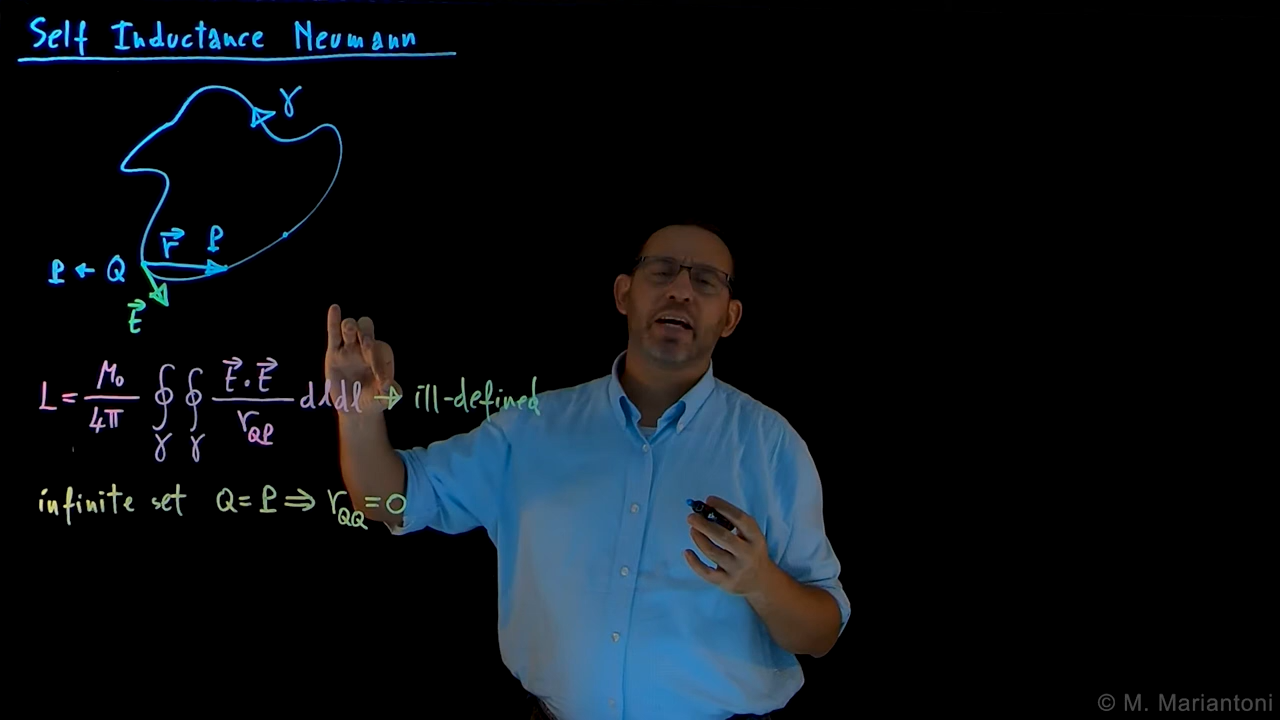 Self Inductance Neumann
γ
r⃗ P
P ← Q
t⃗
L = μ₀/4π ∮γ ∮γ t⃗ · t⃗ / r_QP dl dl → ill-defined
infinite set Q = P ⇒ r_QQ = 0
© M. Mariantoni